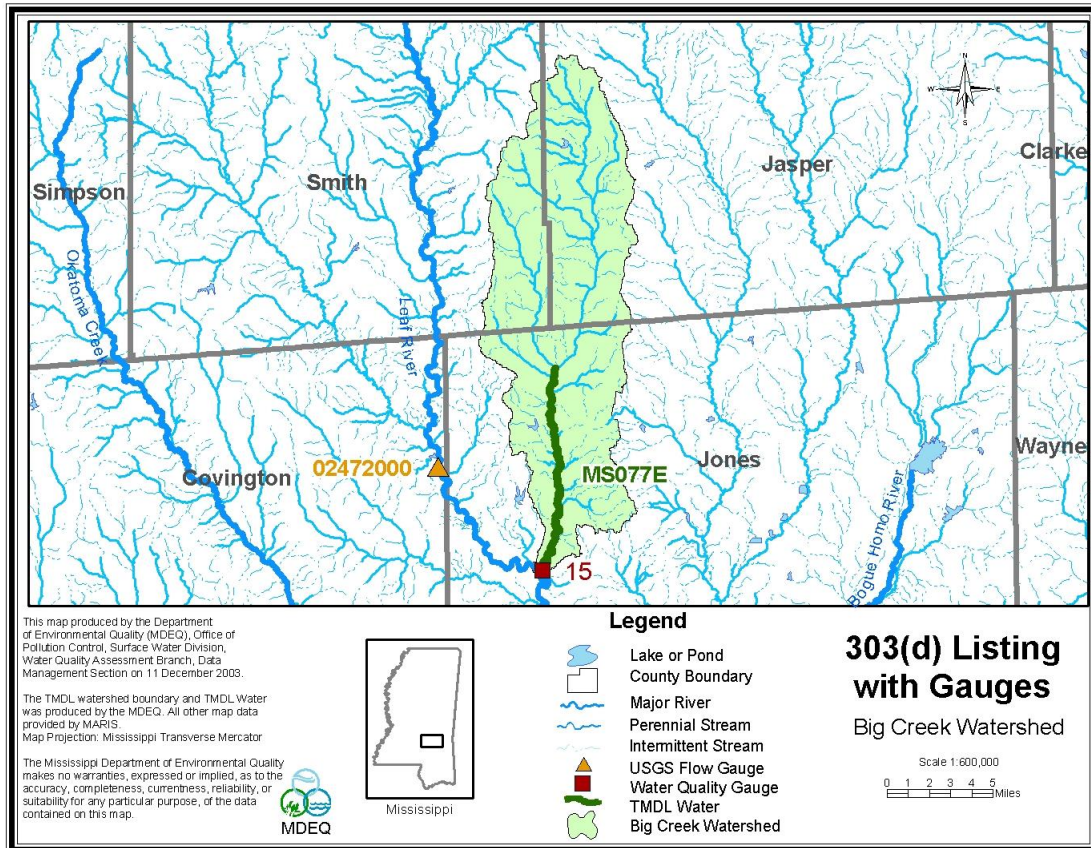 N
W E
S
Simpson
Smith
Jasper
Clarke
Okatoma Creek
Leaf River
02472000
Covington
MS077E
Jones
Wayne
Bogue Homo River
15
This map produced by the Department
of Environmental Quality (MDEQ), Office of
Pollution Control, Surface Water Division,
Water Quality Assessment Branch, Data
Management Section on 11 December 2003.
The TMDL watershed boundary and TMDL Water
was produced by the MDEQ. All other map data
provided by MARIS.
Map Projection: Mississippi Transverse Mercator
The Mississippi Department of Environmental Quality
makes no warranties, expressed or implied, as to the
accuracy, completeness, currentness, reliability, or
suitability for any particular purpose, of the data
contained on this map.
MDEQ
Mississippi
Legend
Lake or Pond
County Boundary
Major River
Perennial Stream
Intermittent Stream
USGS Flow Gauge
Water Quality Gauge
TMDL Water
Big Creek Watershed
303(d) Listing
with Gauges
Big Creek Watershed
Scale 1:600,000
0 1 2 3 4 5
Miles